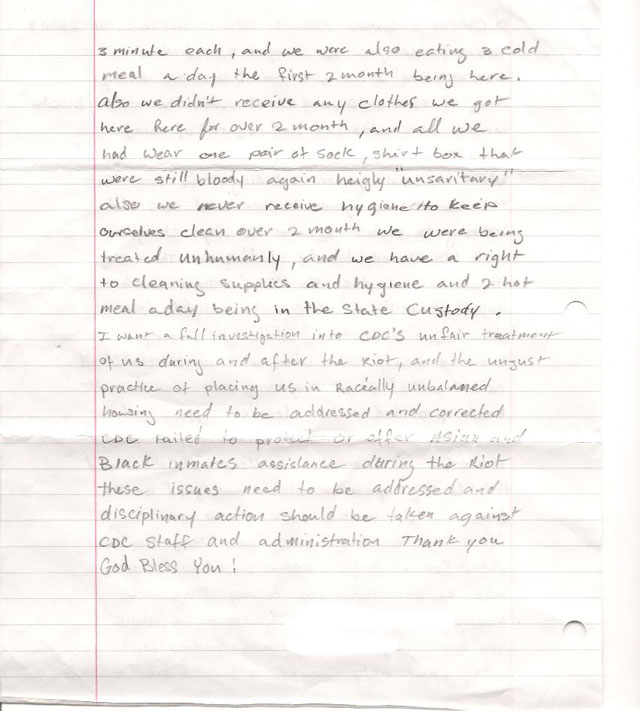 3 minute each, and we were also eating 3 cold
meal a day the first 2 month being here.
also we didn't receive any clothes we got
here here for over 2 month, and all we
had wear one pair of sock, shirt box that
were still bloody again heighly "unsaritary!"
also we never receive hygiene to keep
ourselves clean over 2 month we were being
treated unhumanly, and we have a right
to cleaning supplies and hygiene and 2 hot
meal a day being in the State Custody.
I want a full investigation into CDC'S unfair treatment
of us during and after the Riot, and the unjust
practice of placing us in Racially unbalanced
housing need to be addressed and corrected
CDC failed to protect or offer Asian and
Black inmates assistance during the Riot
these issues need to be addressed and
disciplinary action should be taken against
CDC staff and administration Thank you
God Bless You!